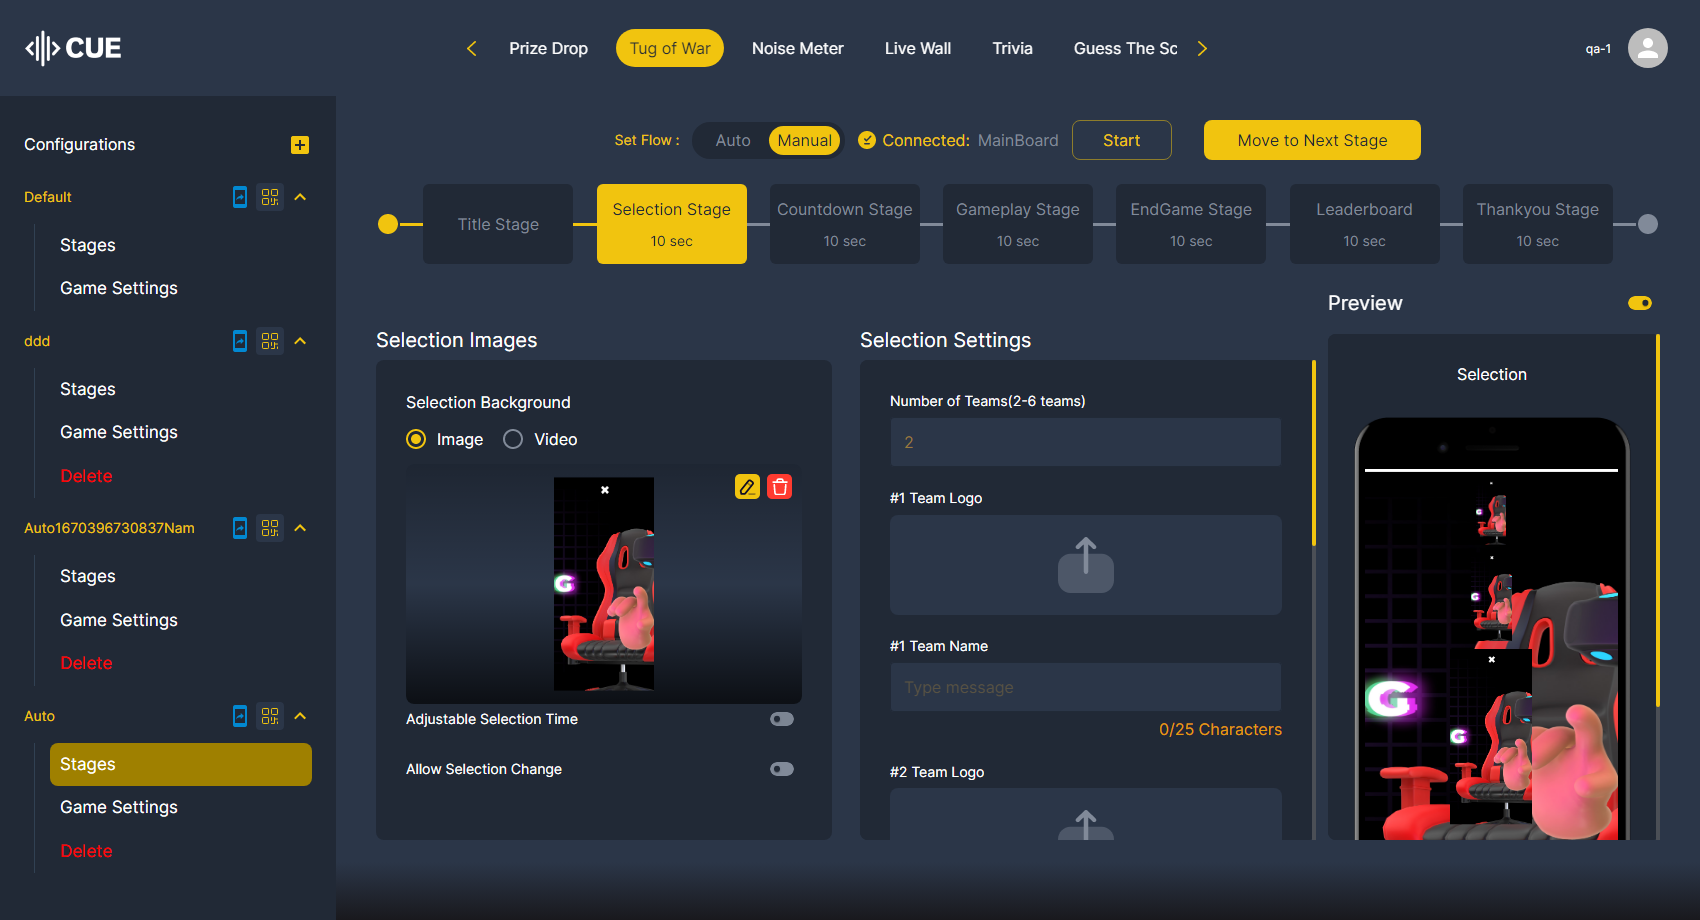 CUE
Prize Drop
Tug of War
Noise Meter
Live Wall
Trivia
Guess The Sc
qa-1
Configurations
Default
Stages
Game Settings
ddd
Stages
Game Settings
Delete
Auto1670396730837Nam
Stages
Game Settings
Delete
Auto
Stages
Game Settings
Delete
Set Flow :
Auto
Manual
Connected: MainBoard
Start
Move to Next Stage
Title Stage
Selection Stage
10 sec
Countdown Stage
10 sec
Gameplay Stage
10 sec
EndGame Stage
10 sec
Leaderboard
10 sec
Thankyou Stage
10 sec
Selection Images
Selection Background
Image
Video
G
Adjustable Selection Time
Allow Selection Change
Selection Settings
Number of Teams(2-6 teams)
2
#1 Team Logo
#1 Team Name
Type message
0/25 Characters
#2 Team Logo
Preview
Selection
G
G
G
G